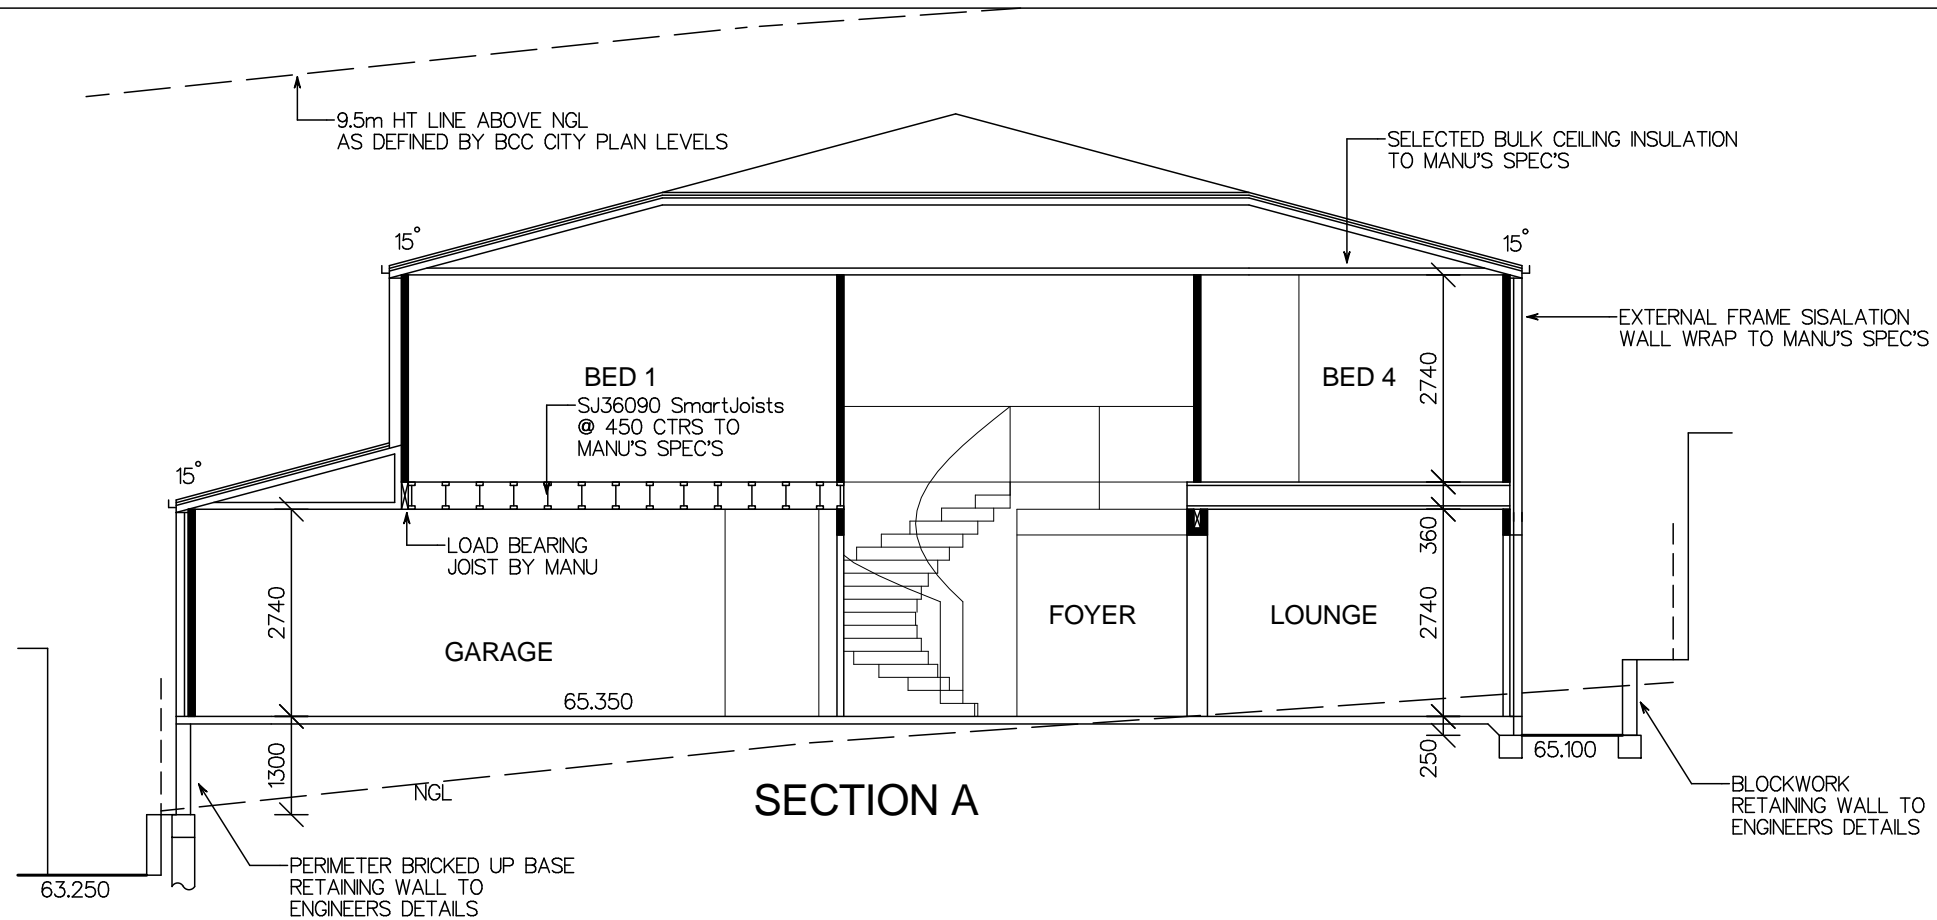 9.5m HT LINE ABOVE NGL
AS DEFINED BY BCC CITY PLAN LEVELS
SELECTED BULK CEILING INSULATION
TO MANU'S SPEC'S
15°
15°
EXTERNAL FRAME SISALATION
WALL WRAP TO MANU'S SPEC'S
BED 1
BED 4
2740
SJ36090 SmartJoists
@ 450 CTRS TO
MANU'S SPEC'S
15°
LOAD BEARING
JOIST BY MANU
360
2740
2740
FOYER
LOUNGE
GARAGE
65.350
1300
250
65.100
NGL
SECTION A
BLOCKWORK
RETAINING WALL TO
ENGINEERS DETAILS
PERIMETER BRICKED UP BASE
RETAINING WALL TO
ENGINEERS DETAILS
63.250